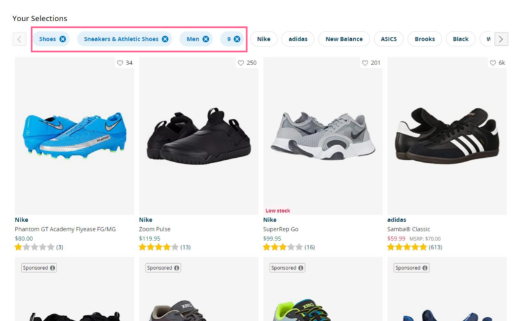 Your Selections
Shoes Sneakers & Athletic Shoes Men 9 Nike adidas New Balance ASICS Brooks Black
34 250 201 6k
Low stock
Nike Nike Nike adidas
Phantom GT Academy Flyease FG/MG Zoom Pulse SuperRep Go Samba® Classic
$80.00 $119.95 $99.95 $59.99 MSRP: $70.00
(3) (13) (16) (613)
Sponsored Sponsored Sponsored Sponsored